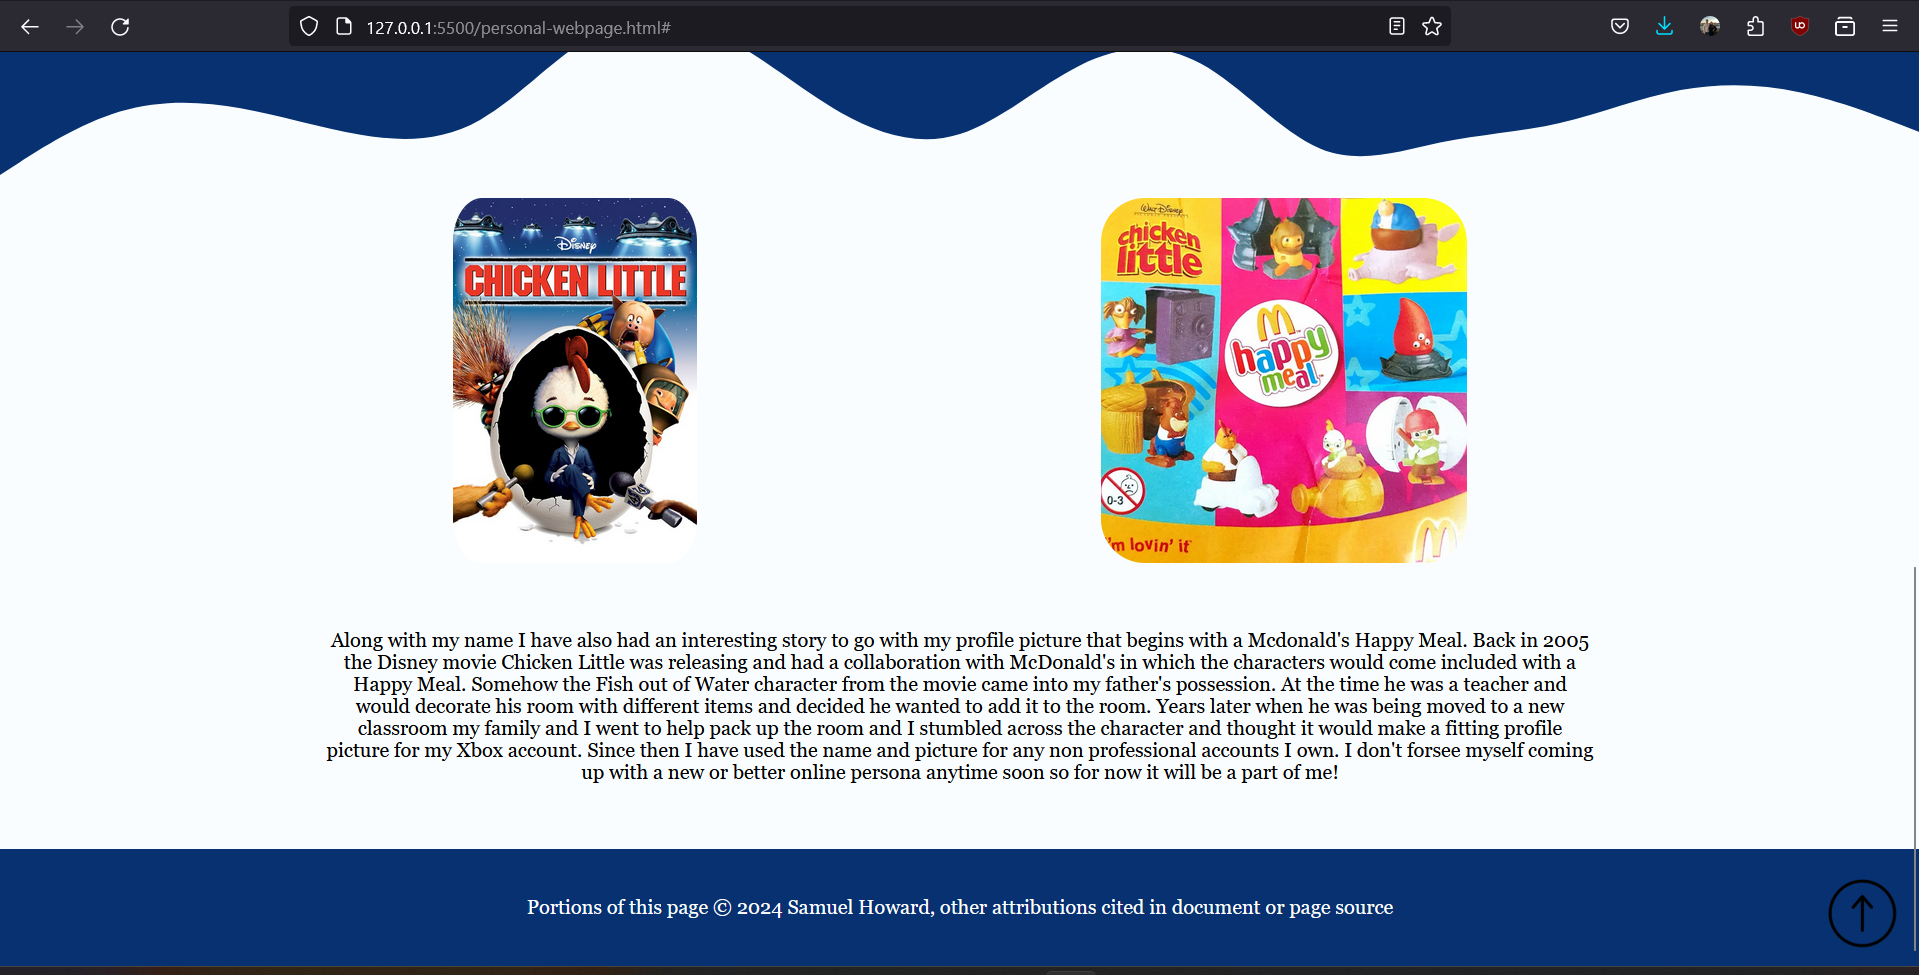 127.0.0.1:5500/personal-webpage.html#
Disney
CHICKEN LITTLE
WALT DISNEY
chicken
little
M
happy
meal
0-3
i'm lovin' it
Along with my name I have also had an interesting story to go with my profile picture that begins with a Mcdonald's Happy Meal. Back in 2005
the Disney movie Chicken Little was releasing and had a collaboration with McDonald's in which the characters would come included with a
Happy Meal. Somehow the Fish out of Water character from the movie came into my father's possession. At the time he was a teacher and
would decorate his room with different items and decided he wanted to add it to the room. Years later when he was being moved to a new
classroom my family and I went to help pack up the room and I stumbled across the character and thought it would make a fitting profile
picture for my Xbox account. Since then I have used the name and picture for any non professional accounts I own. I don't forsee myself coming
up with a new or better online persona anytime soon so for now it will be a part of me!
Portions of this page © 2024 Samuel Howard, other attributions cited in document or page source